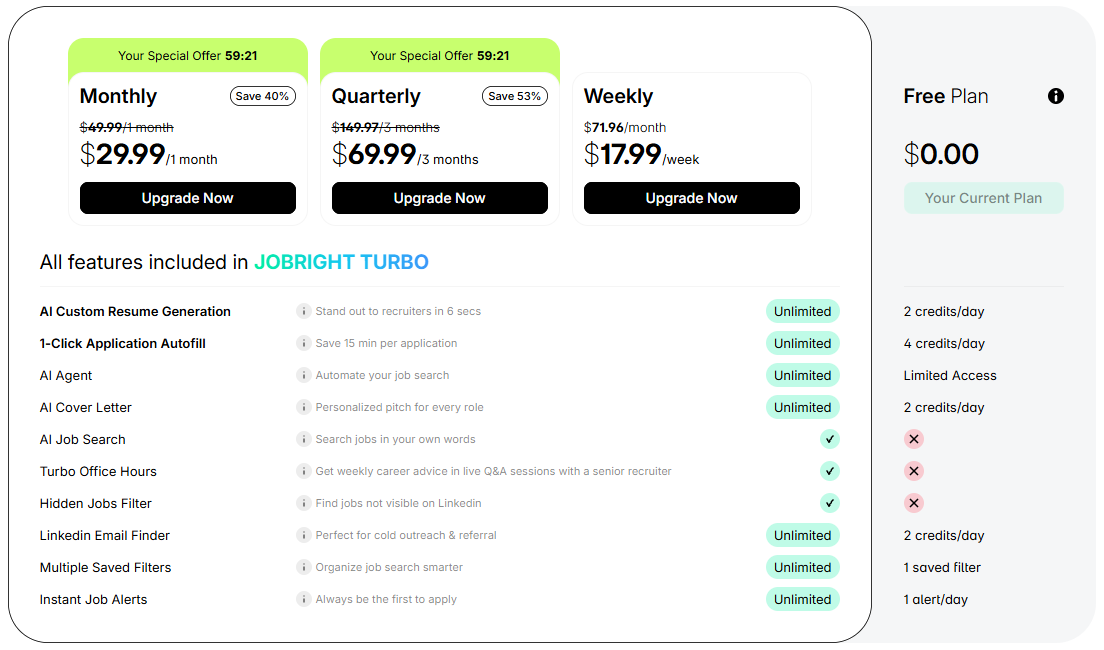 Your Special Offer 59:21
Monthly
Save 40%
$49.99/1 month
$29.99/1 month
Upgrade Now
Your Special Offer 59:21
Quarterly
Save 53%
$149.97/3 months
$69.99/3 months
Upgrade Now
Weekly
$71.96/month
$17.99/week
Upgrade Now
Free Plan
$0.00
Your Current Plan
All features included in JOBRIGHT TURBO
AI Custom Resume Generation Stand out to recruiters in 6 secs Unlimited 2 credits/day
1-Click Application Autofill Save 15 min per application Unlimited 4 credits/day
AI Agent Automate your job search Unlimited Limited Access
AI Cover Letter Personalized pitch for every role Unlimited 2 credits/day
AI Job Search Search jobs in your own words
Turbo Office Hours Get weekly career advice in live Q&A sessions with a senior recruiter
Hidden Jobs Filter Find jobs not visible on Linkedin
Linkedin Email Finder Perfect for cold outreach & referral Unlimited 2 credits/day
Multiple Saved Filters Organize job search smarter Unlimited 1 saved filter
Instant Job Alerts Always be the first to apply Unlimited 1 alert/day